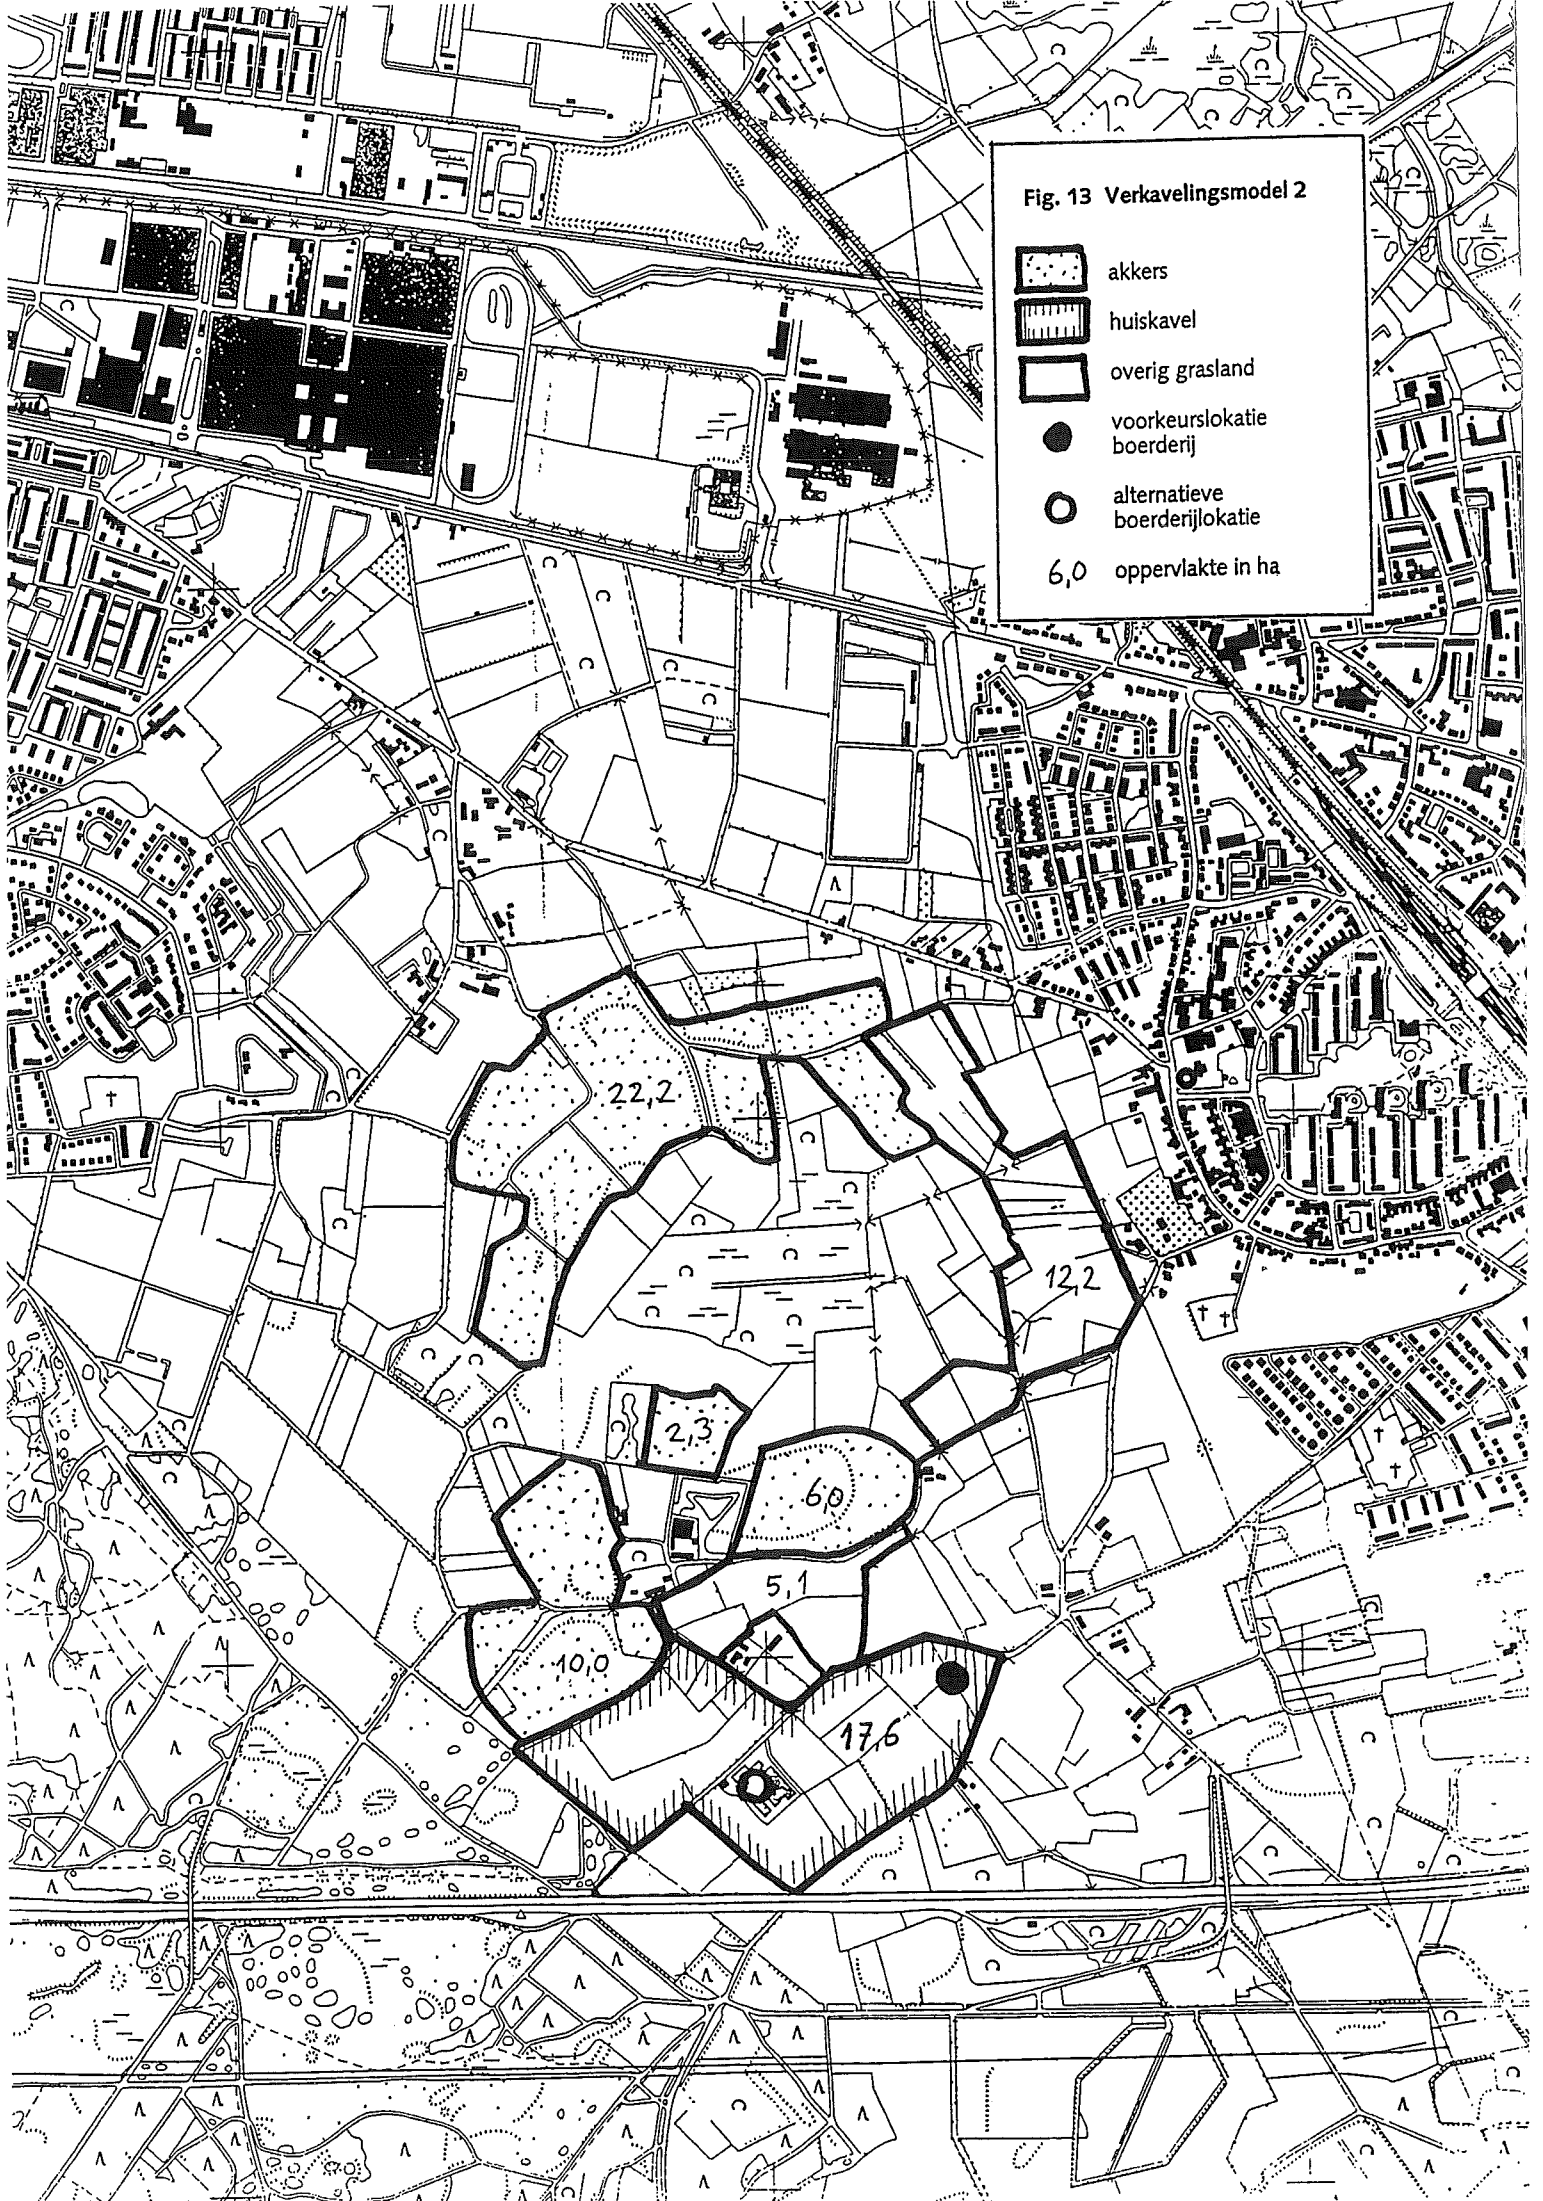 Fig. 13 Verkavelingsmodel 2
akkers
huiskavel
overig grasland
voorkeurslokatie
boerderij
alternatieve
boerderijlokatie
6,0 oppervlakte in ha
22,2
12,2
2,3
6,0
5,1
10,0
17,6